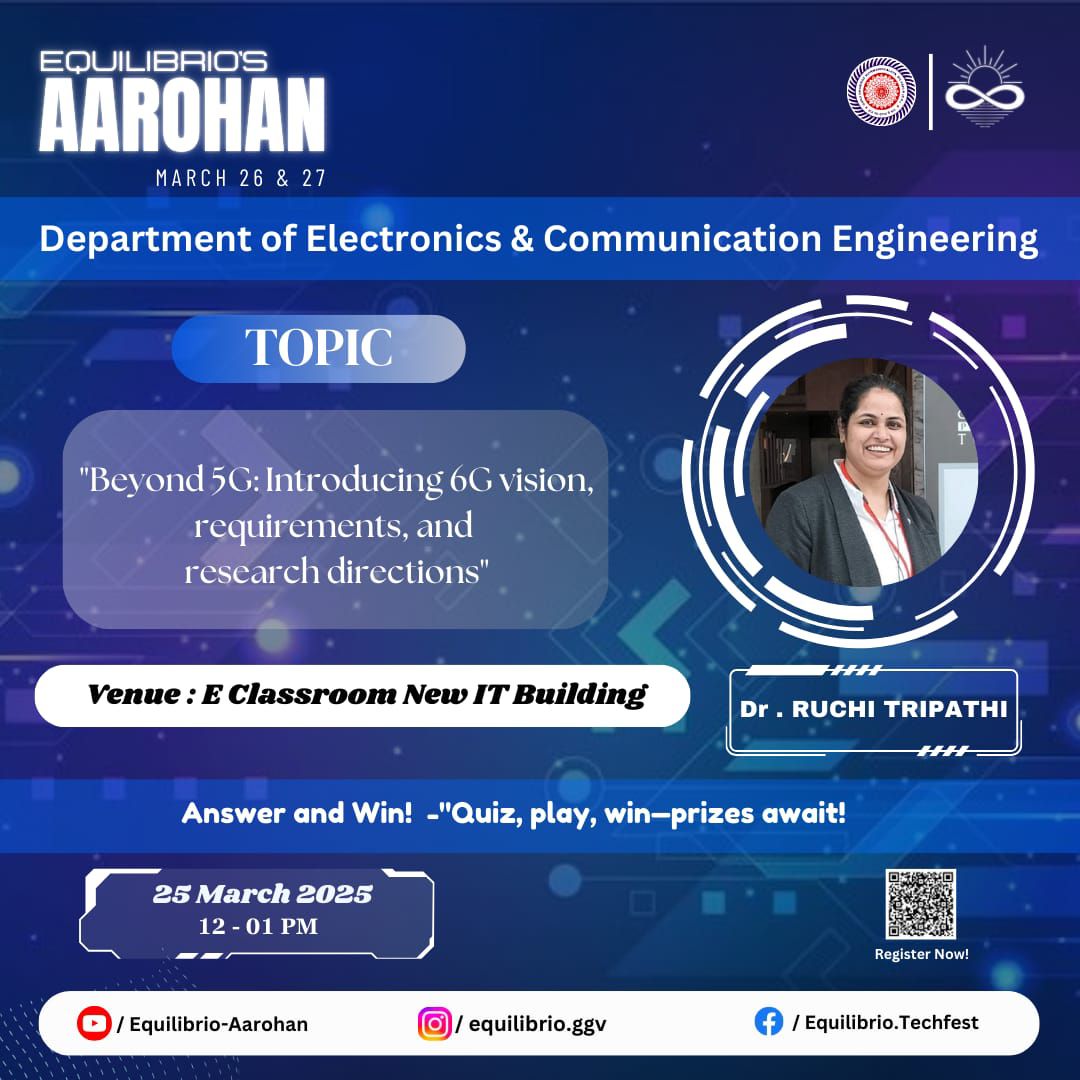 EQUILIBRIO'S
AAROHAN
MARCH 26 & 27
Department of Electronics & Communication Engineering
TOPIC
"Beyond 5G: Introducing 6G vision,
requirements, and
research directions"
Venue : E Classroom New IT Building
Dr . RUCHI TRIPATHI
Answer and Win! -"Quiz, play, win—prizes await!
25 March 2025
12 - 01 PM
Register Now!
/ Equilibrio-Aarohan
/ equilibrio.ggv
/ Equilibrio.Techfest